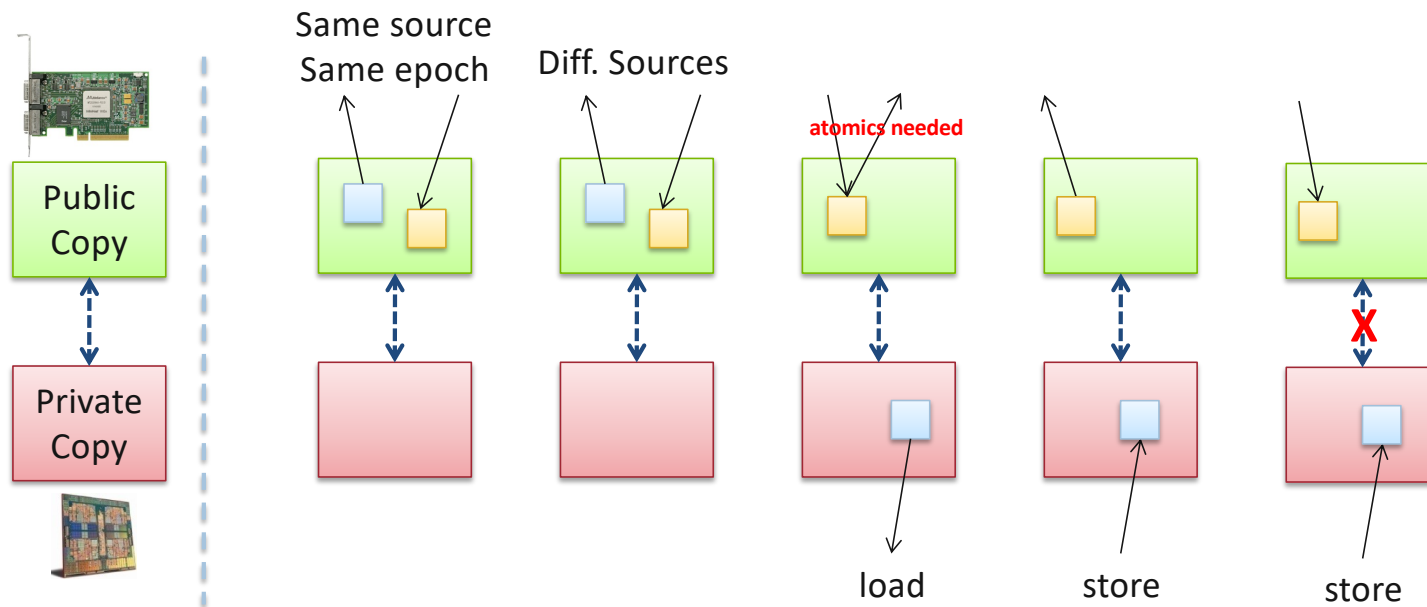 Same source
Same epoch
Diff. Sources
atomics needed
Public
Copy
X
Private
Copy
load
store
store